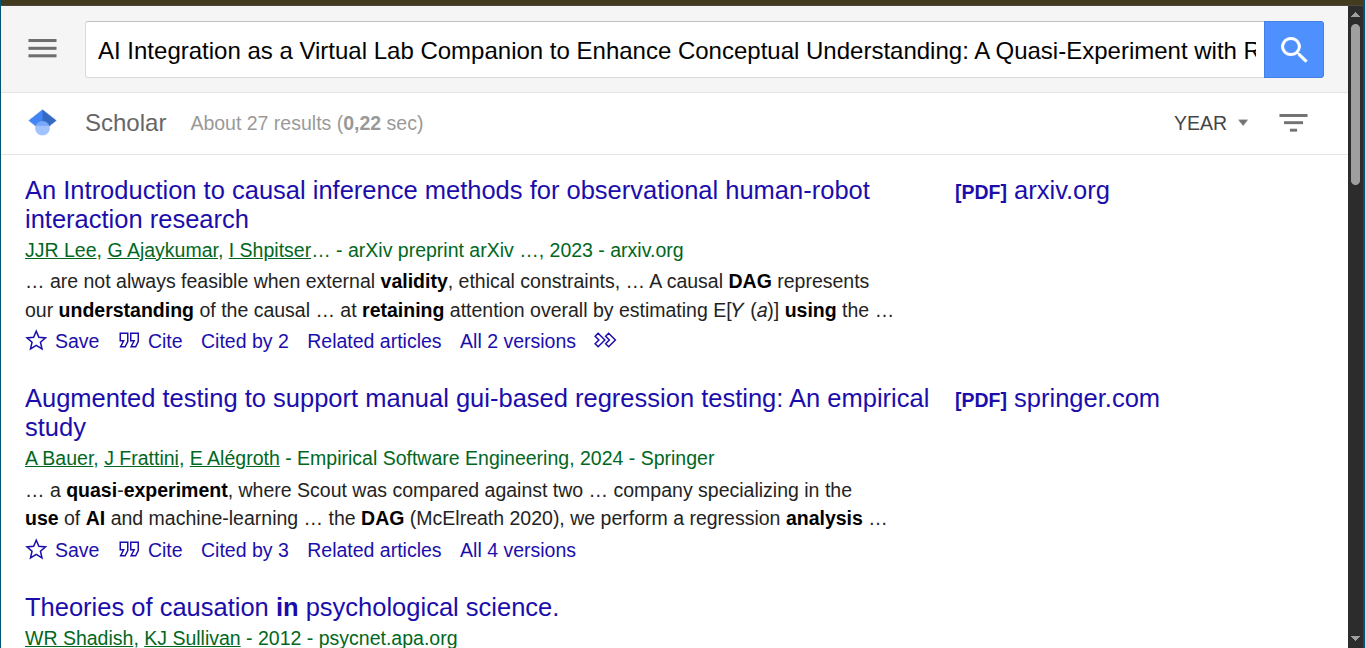 AI Integration as a Virtual Lab Companion to Enhance Conceptual Understanding: A Quasi-Experiment with
Scholar About 27 results (0,22 sec) YEAR
An Introduction to causal inference methods for observational human-robot [PDF] arxiv.org
interaction research
JJR Lee, G Ajaykumar, I Shpitser… - arXiv preprint arXiv …, 2023 - arxiv.org
… are not always feasible when external validity, ethical constraints, … A causal DAG represents
our understanding of the causal … at retaining attention overall by estimating E[Y (a)] using the …
Save Cite Cited by 2 Related articles All 2 versions
Augmented testing to support manual gui-based regression testing: An empirical [PDF] springer.com
study
A Bauer, J Frattini, E Alégroth - Empirical Software Engineering, 2024 - Springer
… a quasi-experiment, where Scout was compared against two … company specializing in the
use of AI and machine-learning … the DAG (McElreath 2020), we perform a regression analysis …
Save Cite Cited by 3 Related articles All 4 versions
Theories of causation in psychological science.
WR Shadish, KJ Sullivan - 2012 - psycnet.apa.org